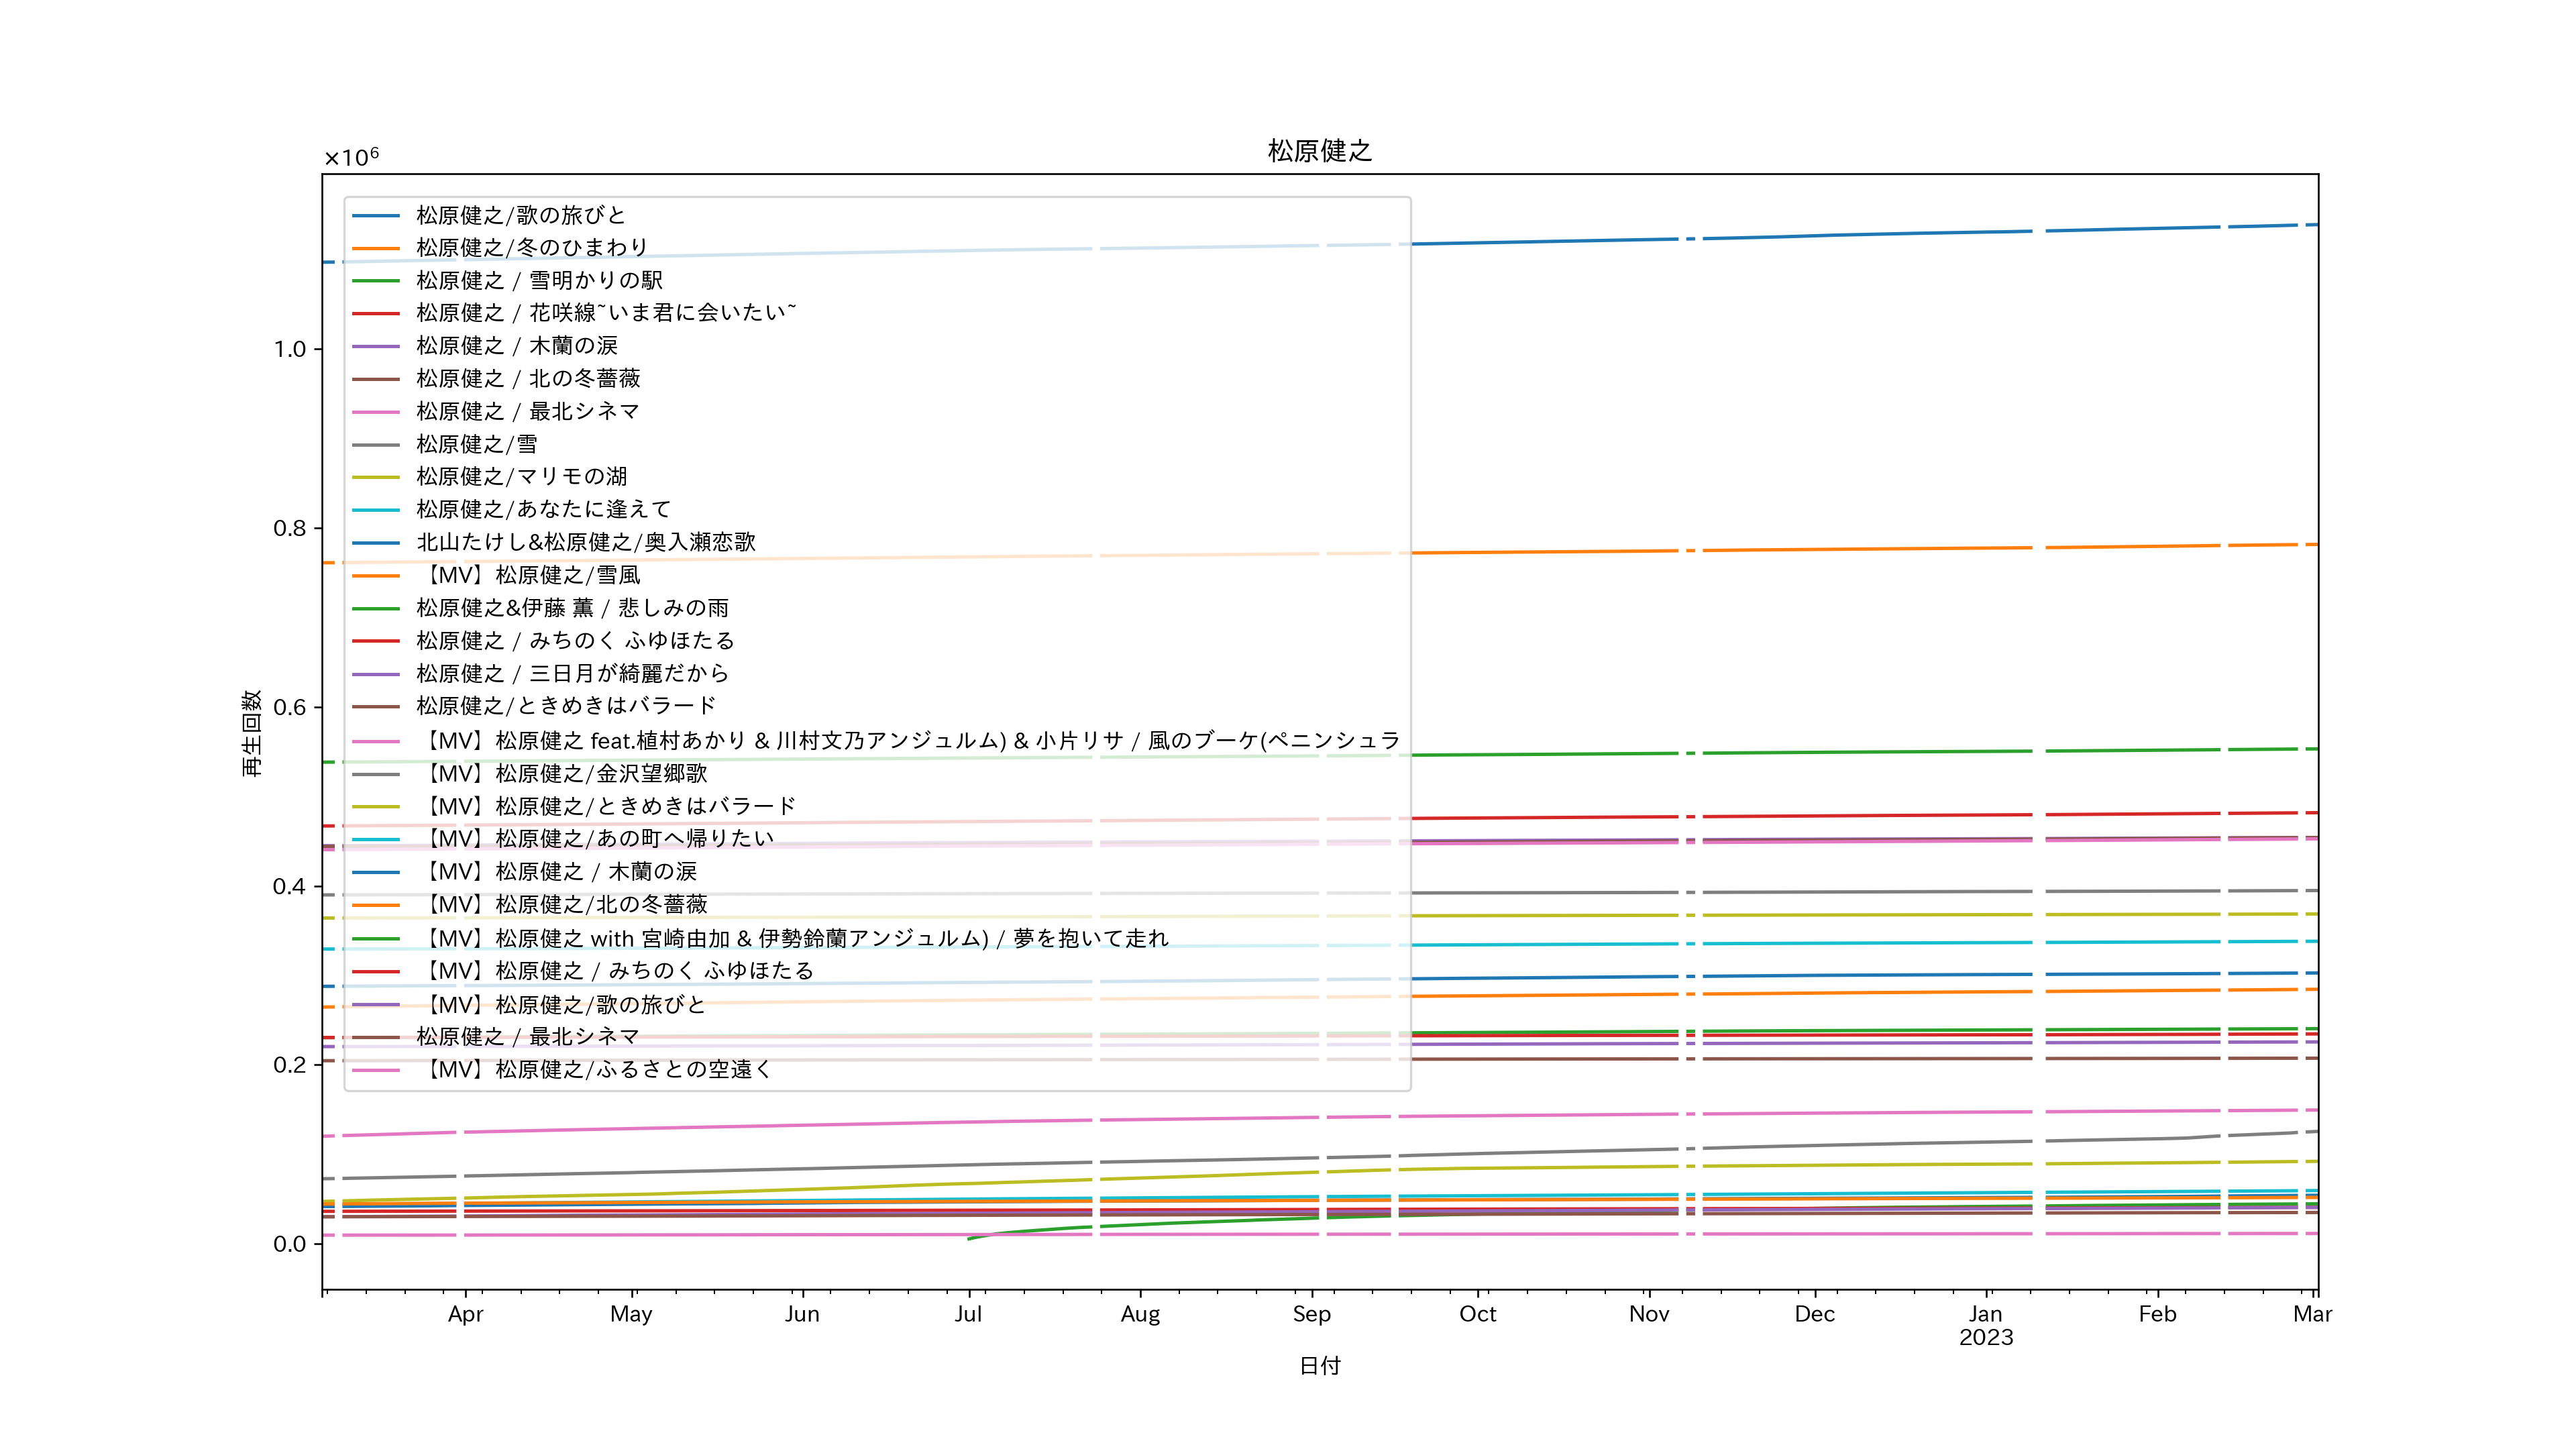 松原健之
×10⁶
松原健之/歌の旅びと
松原健之/冬のひまわり
松原健之 / 雪明かりの駅
松原健之 / 花咲線~いま君に会いたい~
松原健之 / 木蘭の涙
松原健之 / 北の冬薔薇
松原健之 / 最北シネマ
松原健之/雪
松原健之/マリモの湖
松原健之/あなたに逢えて
北山たけし&松原健之/奥入瀬恋歌
【MV】松原健之/雪風
松原健之&伊藤 薫 / 悲しみの雨
松原健之 / みちのく ふゆほたる
松原健之 / 三日月が綺麗だから
松原健之/ときめきはバラード
【MV】松原健之 feat.植村あかり & 川村文乃アンジュルム) & 小片リサ / 風のブーケ(ペニンシュラ
【MV】松原健之/金沢望郷歌
【MV】松原健之/ときめきはバラード
【MV】松原健之/あの町へ帰りたい
【MV】松原健之 / 木蘭の涙
【MV】松原健之/北の冬薔薇
【MV】松原健之 with 宮崎由加 & 伊勢鈴蘭アンジュルム) / 夢を抱いて走れ
【MV】松原健之 / みちのく ふゆほたる
【MV】松原健之/歌の旅びと
松原健之 / 最北シネマ
【MV】松原健之/ふるさとの空遠く
1.0
0.8
0.6
0.4
0.2
0.0
再生回数
Apr May Jun Jul Aug Sep Oct Nov Dec Jan Feb Mar
2023
日付